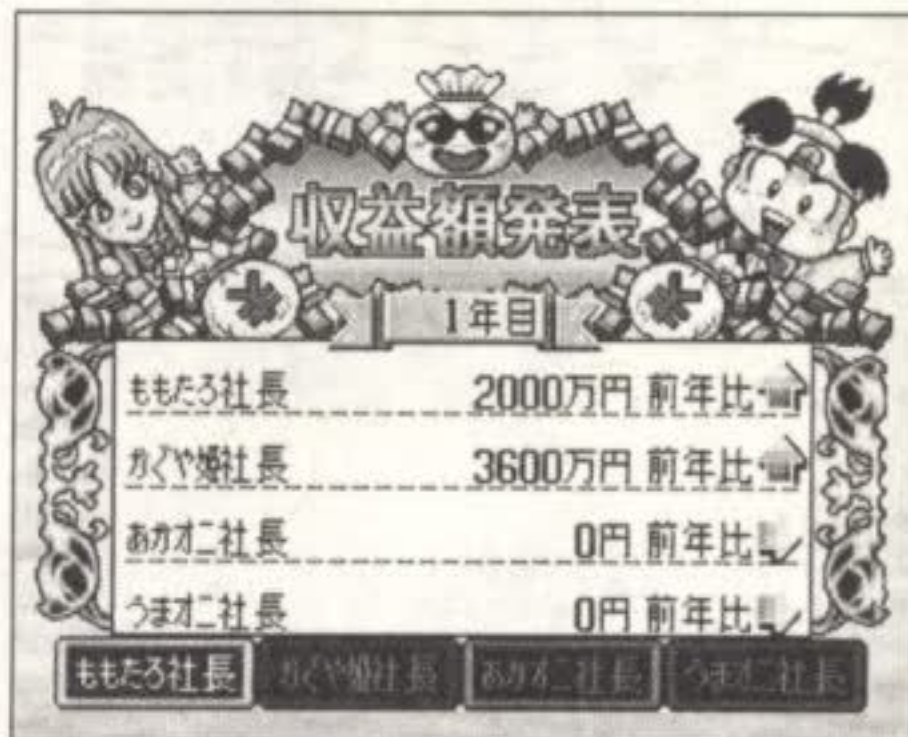 収益額発表
1年目
ももたろ社長 2000万円 前年比
かぐや姫社長 3600万円 前年比
あカオニ社長 0円 前年比
うまオニ社長 0円 前年比
ももたろ社長 かぐや姫社長 あカオニ社長 うまオニ社長